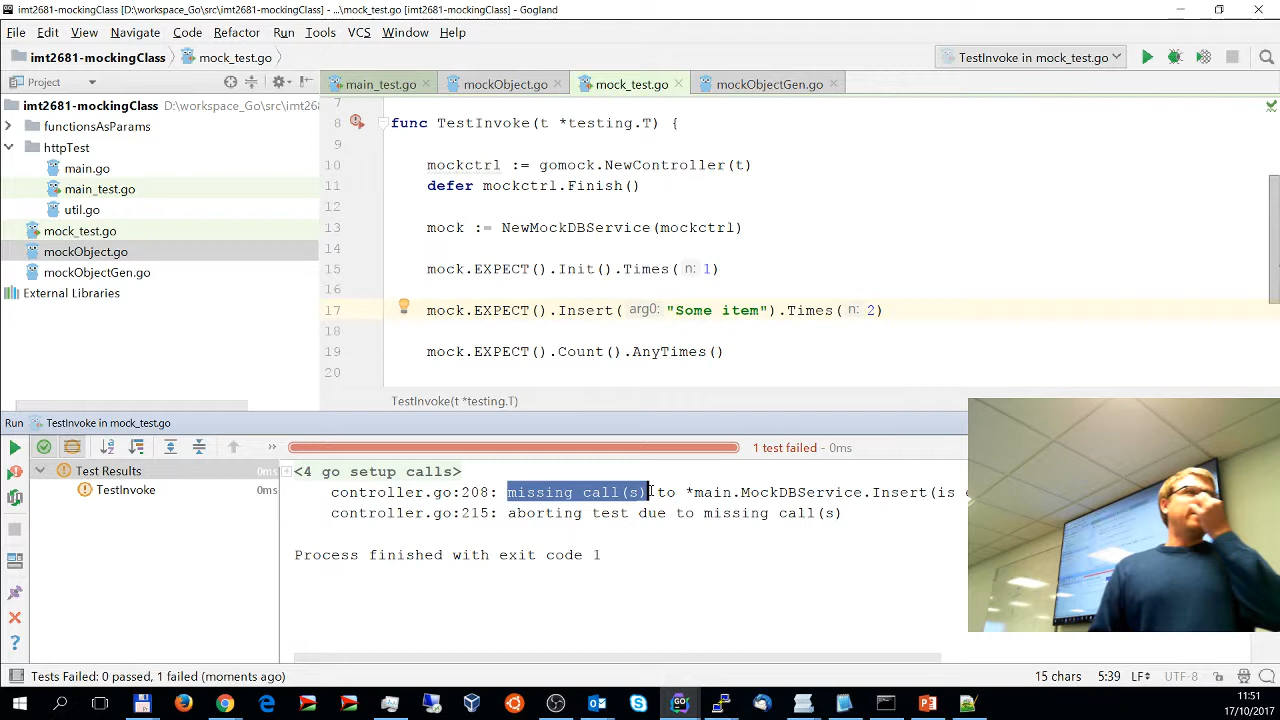 imt2681-mockingClass [D:\workspace_Go\src\imt2681-mockingClass] - ...\mock_test.go - Gogland
File Edit View Navigate Code Refactor Run Tools VCS Window Help
imt2681-mockingClass mock_test.go TestInvoke in mock_test.go
Project main_test.go mockObject.go mock_test.go mockObjectGen.go
imt2681-mockingClass D:\workspace_Go\src\imt26
functionsAsParams
httpTest
main.go
main_test.go
util.go
mock_test.go
mockObject.go
mockObjectGen.go
External Libraries
7
8 func TestInvoke(t *testing.T) {
9
10 mockctrl := gomock.NewController(t)
11 defer mockctrl.Finish()
12
13 mock := NewMockDBService(mockctrl)
14
15 mock.EXPECT().Init().Times( n: 1)
16
17 mock.EXPECT().Insert( arg0: "Some item").Times( n: 2)
18
19 mock.EXPECT().Count().AnyTimes()
20
TestInvoke(t *testing.T)
Run TestInvoke in mock_test.go
1 test failed - 0ms
Test Results 0ms
TestInvoke 0ms
<4 go setup calls>
controller.go:208: missing call(s) to *main.MockDBService.Insert(is e
controller.go:215: aborting test due to missing call(s)
Process finished with exit code 1
Tests Failed: 0 passed, 1 failed (moments ago) 15 chars 5:39 LF UTF-8
11:51
17/10/2017